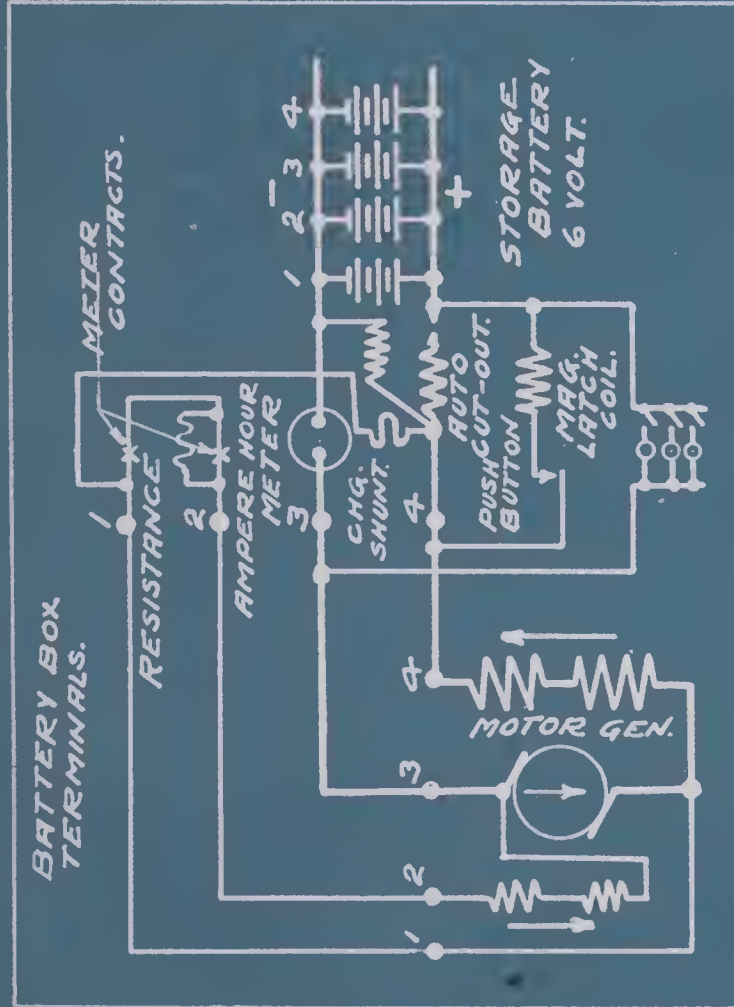 BATTERY BOX
TERMINALS.
METER
CONTACTS.
1
RESISTANCE
2
AMPERE HOUR
METER
3
CHG.
SHUNT.
4
AUTO
CUT-OUT.
PUSH
BUTTON
MAG.
LATCH
COIL.
1 2 3 4
-
+
STORAGE
BATTERY
6 VOLT.
1 2 3 4
MOTOR GEN.